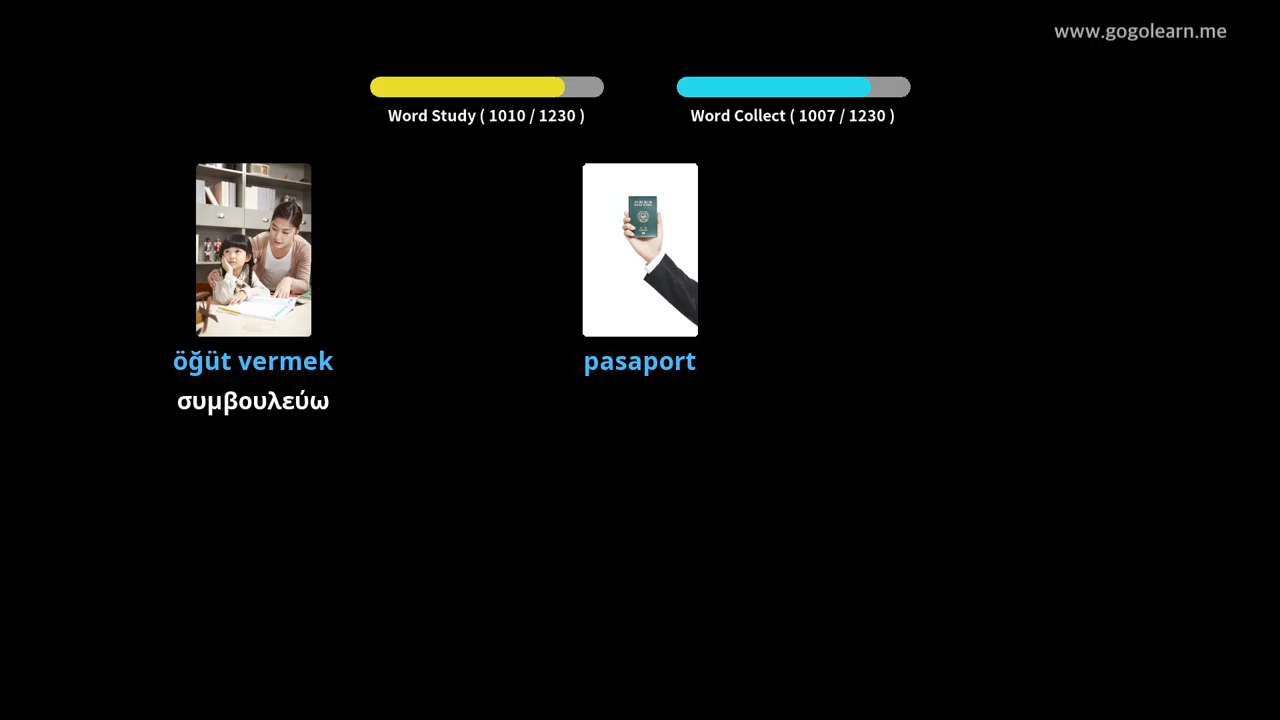 www.gogolearn.me
Word Study ( 1010 / 1230 )
Word Collect ( 1007 / 1230 )
öğüt vermek
συμβουλεύω
pasaport